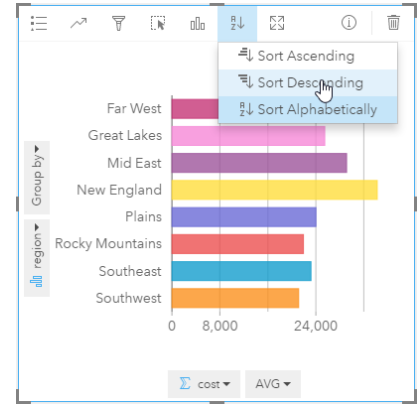 Sort Ascending
Sort Descending
Sort Alphabetically
Far West
Great Lakes
Mid East
New England
Plains
Rocky Mountains
Southeast
Southwest
Group by
region
0 8,000 24,000
Σ cost AVG